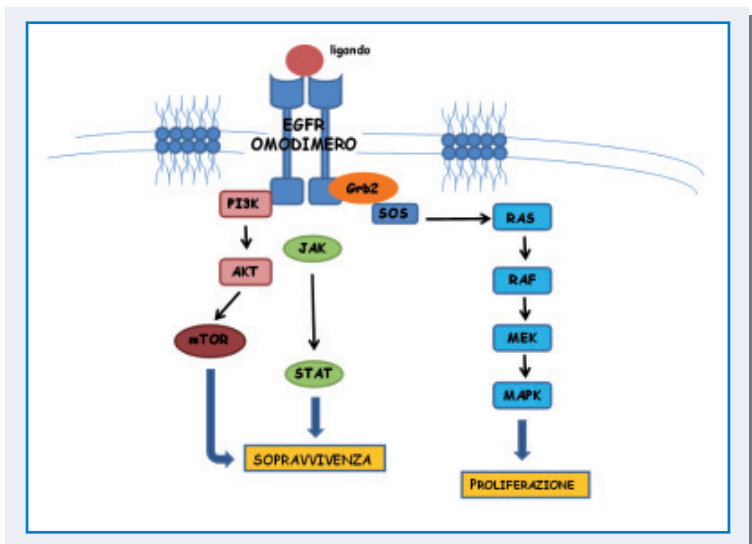 ligando
EGFR
OMODIMERO
Grb2
PI3K
SOS
RAS
JAK
AKT
RAF
mTOR
MEK
STAT
MAPK
SOPRAVVIVENZA
PROLIFERAZIONE